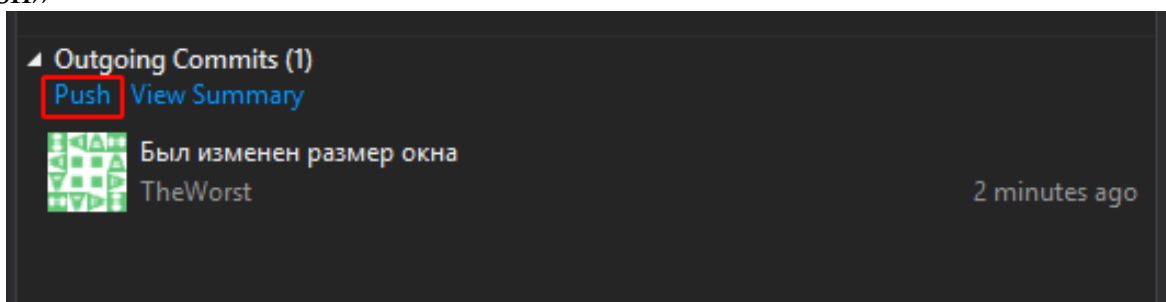 Outgoing Commits (1)
Push View Summary
Был изменен размер окна
TheWorst
2 minutes ago